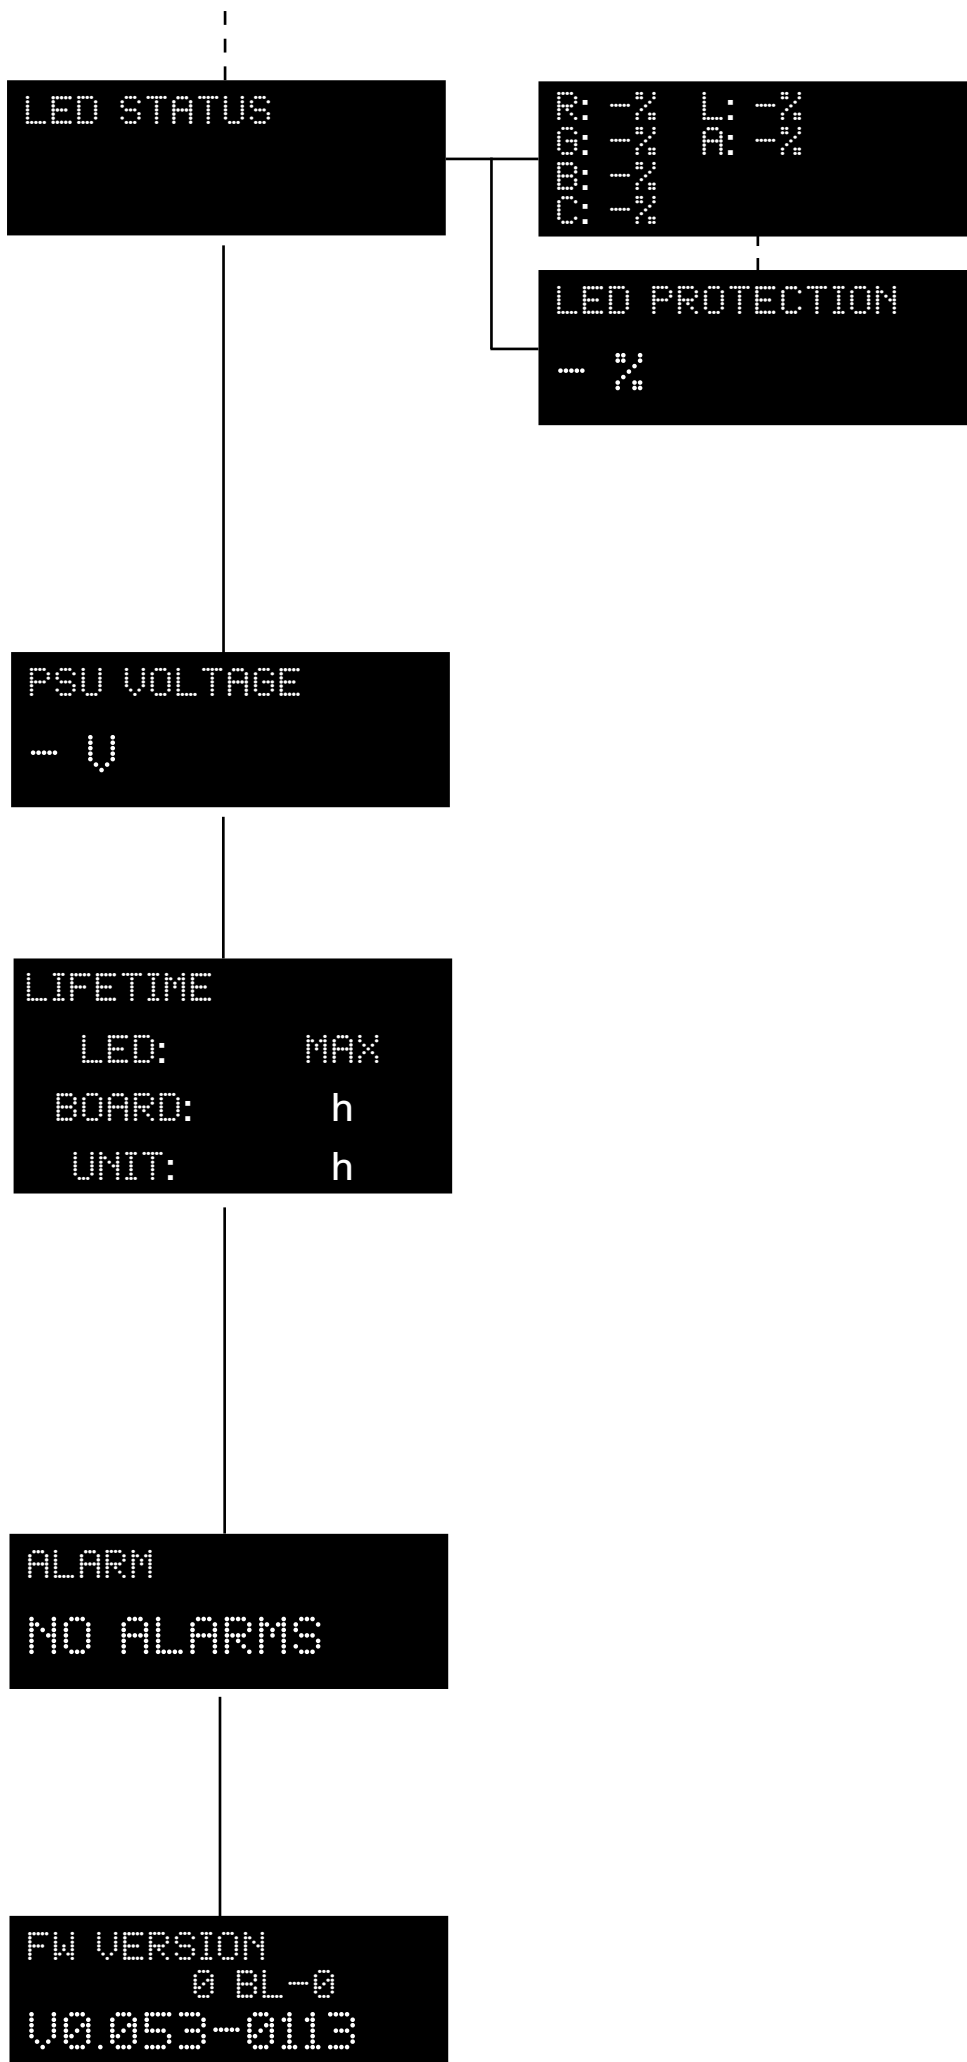 LED STATUS
R: -% L: -%
G: -% A: -%
B: -%
C: -%
LED PROTECTION
- %
PSU VOLTAGE
- V
LIFETIME
LED: MAX
BOARD: h
UNIT: h
ALARM
NO ALARMS
FW VERSION
0 BL-0
V0.053-0113